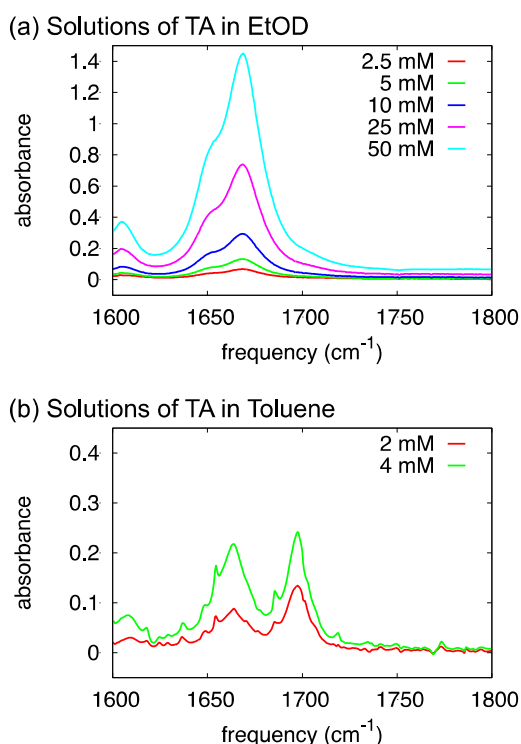 (a) Solutions of TA in EtOD
2.5 mM
5 mM
10 mM
25 mM
50 mM
1.4
1.2
1
0.8
0.6
0.4
0.2
0
absorbance
1600 1650 1700 1750 1800
frequency (cm⁻¹)
(b) Solutions of TA in Toluene
2 mM
4 mM
0.4
0.3
0.2
0.1
0
absorbance
1600 1650 1700 1750 1800
frequency (cm⁻¹)